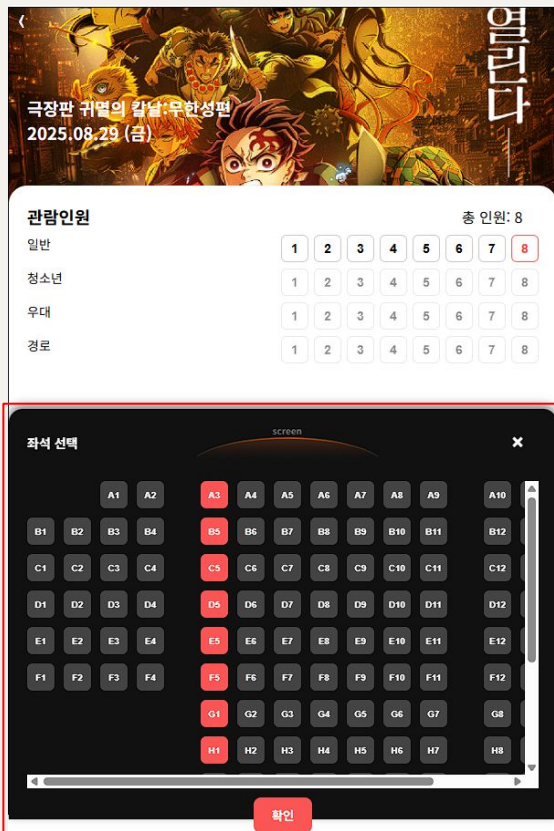 열린다
극장판 귀멸의 칼날:무한성편
2025.08.29 (금)
관람인원 총 인원: 8
일반 1 2 3 4 5 6 7 8
청소년 1 2 3 4 5 6 7 8
우대 1 2 3 4 5 6 7 8
경로 1 2 3 4 5 6 7 8
screen
좌석 선택
A1 A2 A3 A4 A5 A6 A7 A8 A9 A10
B1 B2 B3 B4 B5 B6 B7 B8 B9 B10 B11 B12
C1 C2 C3 C4 C5 C6 C7 C8 C9 C10 C11 C12
D1 D2 D3 D4 D5 D6 D7 D8 D9 D10 D11 D12
E1 E2 E3 E4 E5 E6 E7 E8 E9 E10 E11 E12
F1 F2 F3 F4 F5 F6 F7 F8 F9 F10 F11 F12
G1 G2 G3 G4 G5 G6 G7 G8
H1 H2 H3 H4 H5 H6 H7 H8
확인